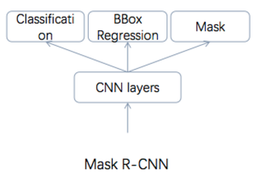 Classificati
on
BBox
Regression
Mask
CNN layers
Mask R-CNN